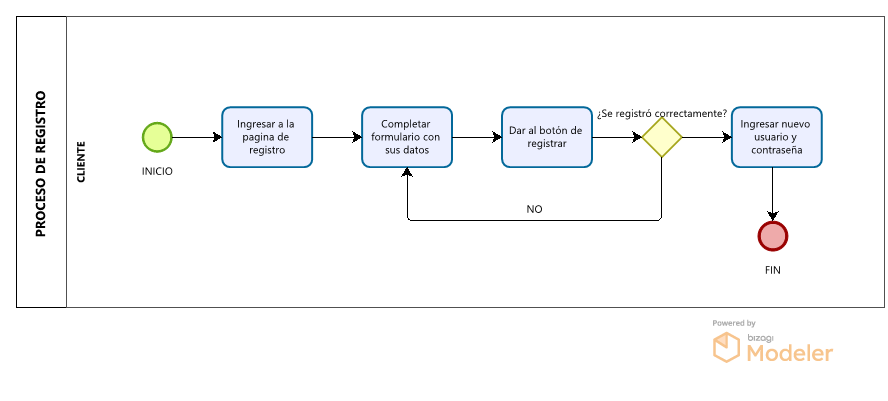 PROCESO DE REGISTRO
CLIENTE
INICIO
Ingresar a la
pagina de
registro
Completar
formulario con
sus datos
Dar al botón de
registrar
¿Se registró correctamente?
NO
Ingresar nuevo
usuario y
contraseña
FIN
Powered by
bizagi
Modeler